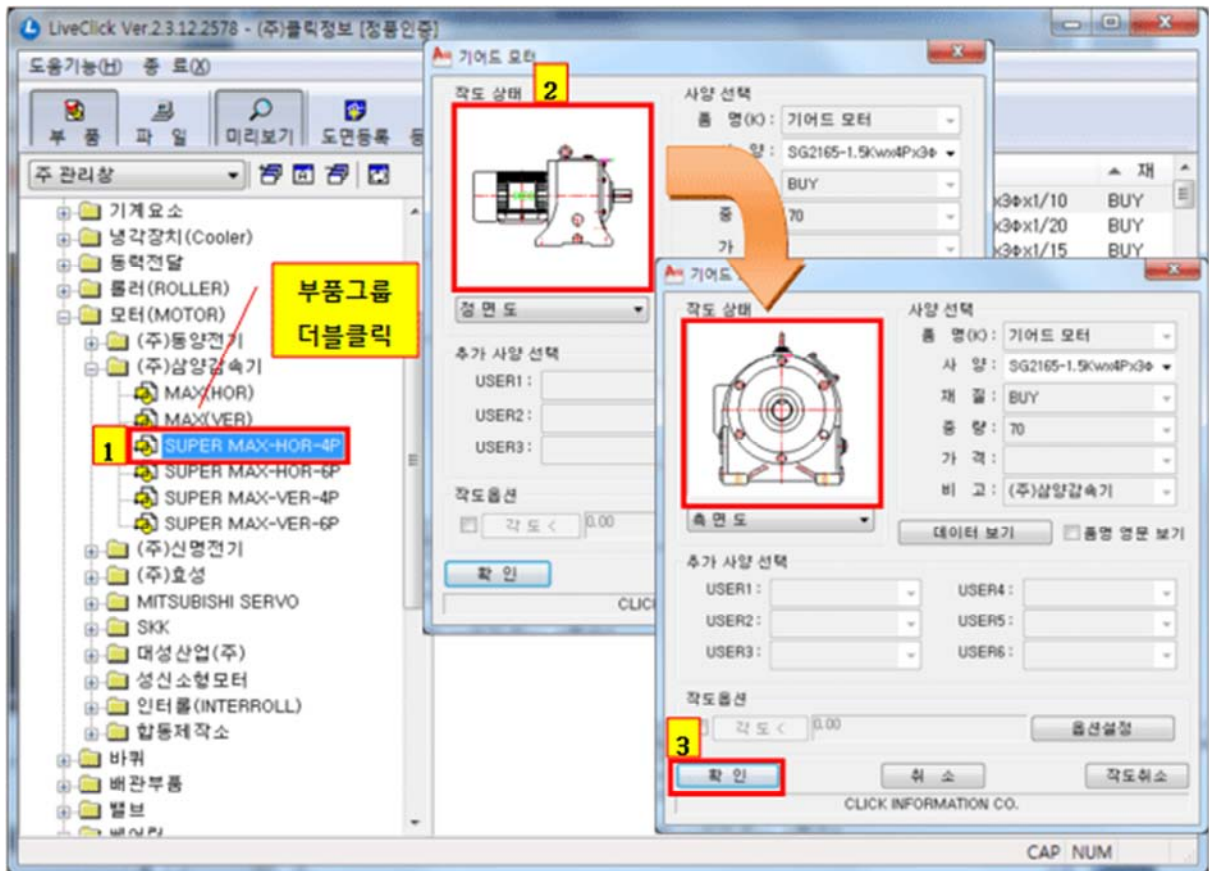 LiveClick Ver.2.3.12.2578 - (주)클릭정보 [정품인증]
도움기능(H) 종 료(X)
부 품
파 일
미리보기
도면등록
주 관리창
기계요소
냉각장치(Cooler)
동력전달
롤러(ROLLER)
모터(MOTOR)
(주)동양전기
(주)삼양감속기
MAX(HOR)
MAX(VER)
SUPER MAX-HOR-4P
SUPER MAX-HOR-6P
SUPER MAX-VER-4P
SUPER MAX-VER-6P
(주)신명전기
(주)효성
MITSUBISHI SERVO
SKK
대성산업(주)
성신소형모터
인터롤(INTERROLL)
합동제작소
바퀴
배관부품
밸브
베어링
부품그룹
더블클릭
1
기어드 모터
작도 상태
2
정 면 도
추가 사양 선택
USER1 :
USER2 :
USER3 :
작도옵션
각 도 < 0.00
확 인
사양 선택
품 명(K) : 기어드 모터
양 : SG2165-1.5Kwx4Px3Φ
BUY
중 70
가
재
x3Φx1/10 BUY
x3Φx1/20 BUY
x3Φx1/15 BUY
기어드
작도 상태
측 면 도
사양 선택
품 명(K) : 기어드 모터
사 양 : SG2165-1.5Kwx4Px3Φ
재 질 : BUY
중 량 : 70
가 격 :
비 고 : (주)삼양감속기
데이터 보기
품명 영문 보기
추가 사양 선택
USER1 : USER4 :
USER2 : USER5 :
USER3 : USER6 :
작도옵션
각 도 < 0.00
옵션설정
3
확 인
취 소
작도취소
CLICK INFORMATION CO.
CAP NUM